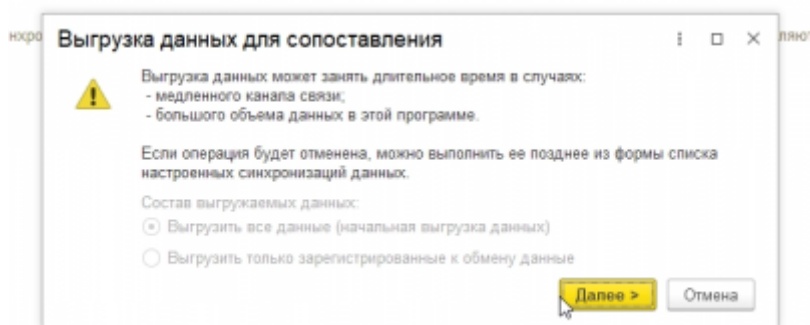 нхро
Выгрузка данных для сопоставления
Выгрузка данных может занять длительное время в случаях:
- медленного канала связи;
- большого объема данных в этой программе.
Если операция будет отменена, можно выполнить ее позднее из формы списка
настроенных синхронизаций данных.
Состав выгружаемых данных:
Выгрузить все данные (начальная выгрузка данных)
Выгрузить только зарегистрированные к обмену данные
Далее >
Отмена